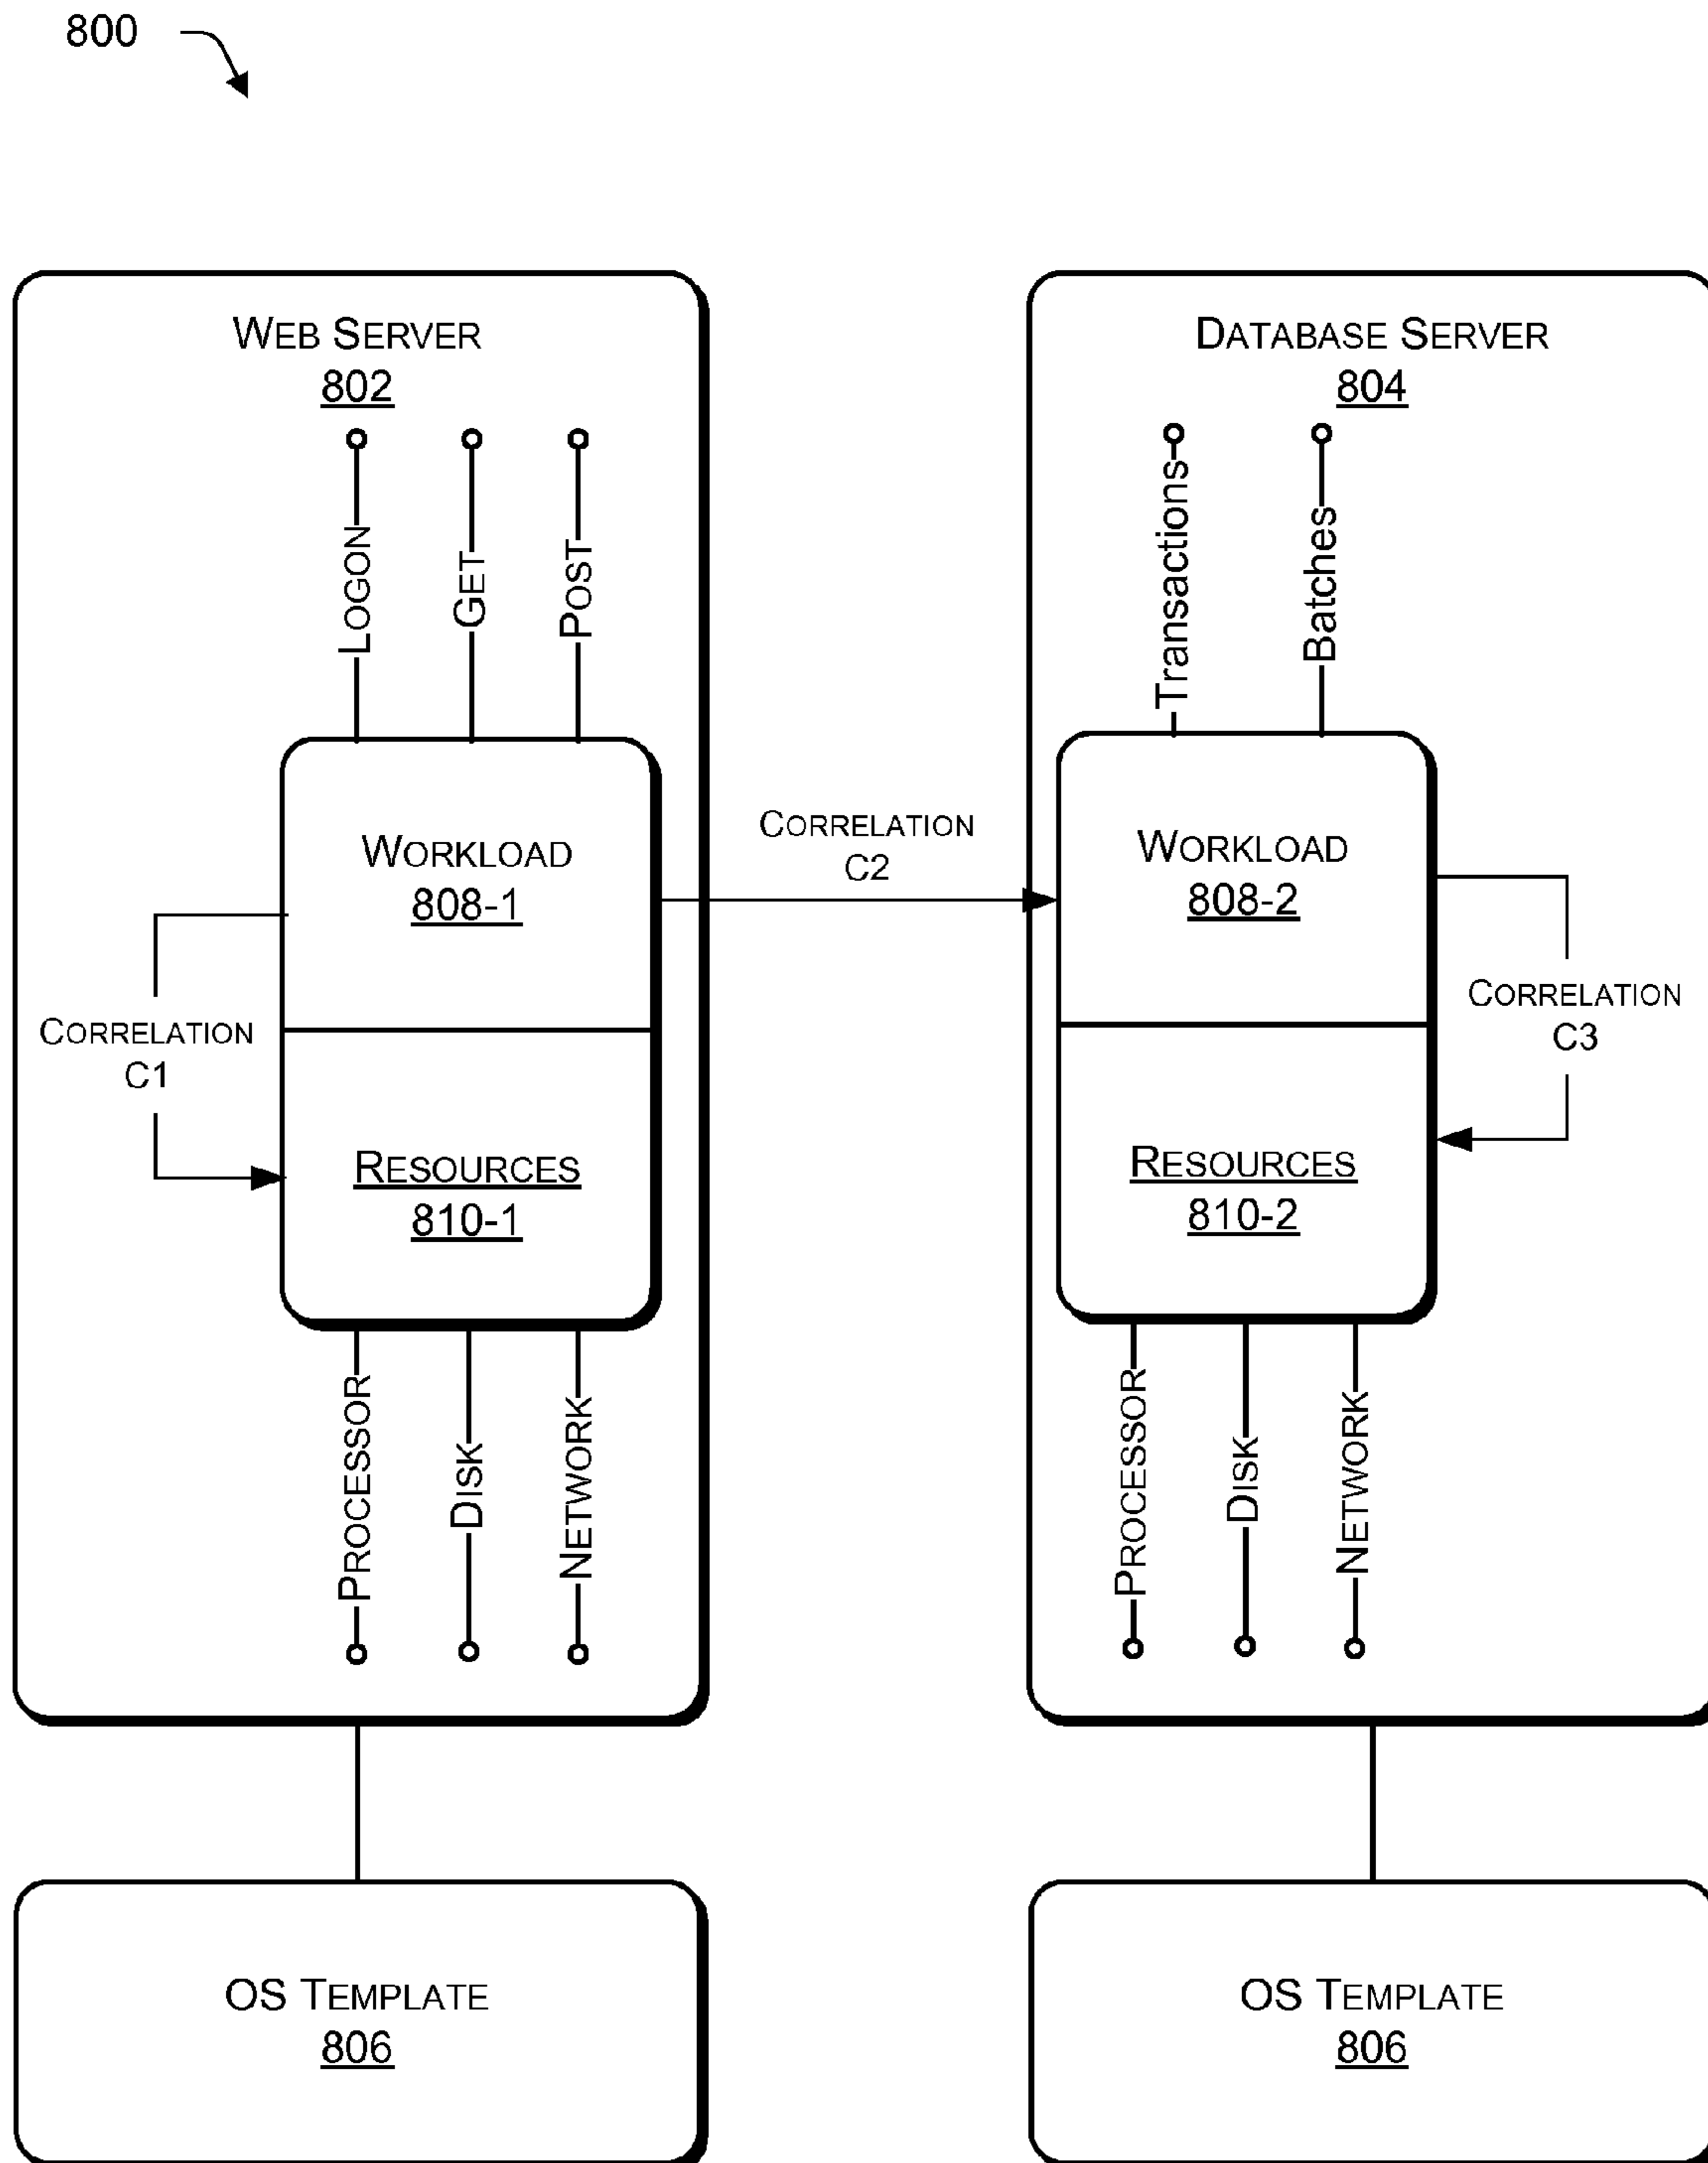 800
WEB SERVER
802
LOGON
GET
POST
WORKLOAD
808-1
CORRELATION
C1
RESOURCES
810-1
PROCESSOR
DISK
NETWORK
OS TEMPLATE
806
CORRELATION
C2
DATABASE SERVER
804
Transactions
Batches
WORKLOAD
808-2
CORRELATION
C3
RESOURCES
810-2
PROCESSOR
DISK
NETWORK
OS TEMPLATE
806